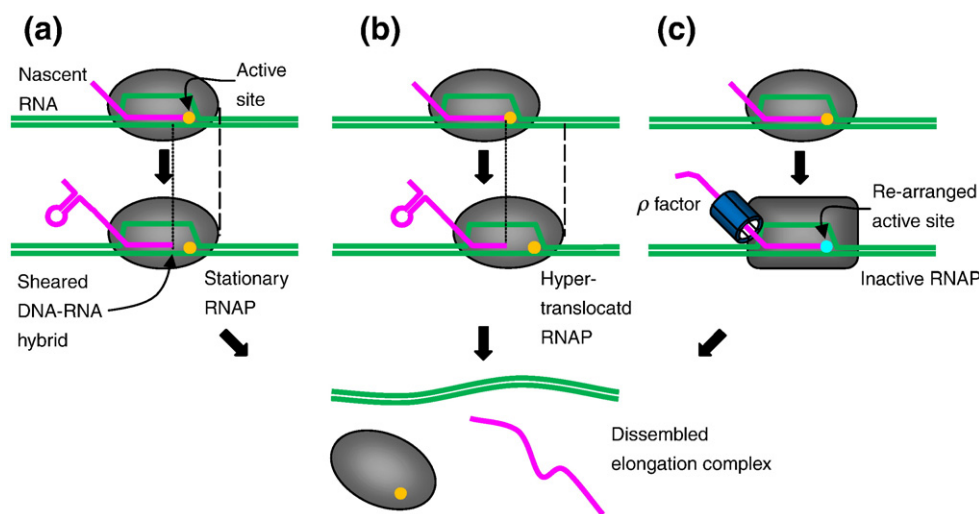 (a)
(b)
(c)
Nascent
RNA
Active
site
ρ factor
Re-arranged
active site
Inactive RNAP
Sheared
DNA-RNA
hybrid
Stationary
RNAP
Hyper-
translocatd
RNAP
Dissembled
elongation complex